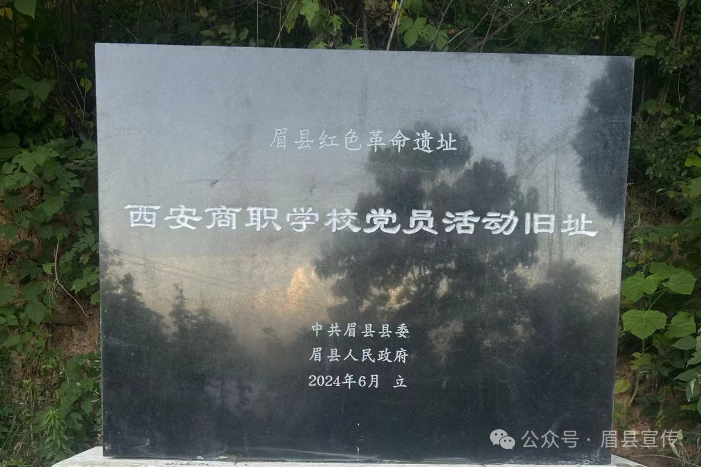 眉县红色革命遗址
西安商职学校党员活动旧址
中共眉县县委
眉县人民政府
2024年6月 立
公众号·眉县宣传